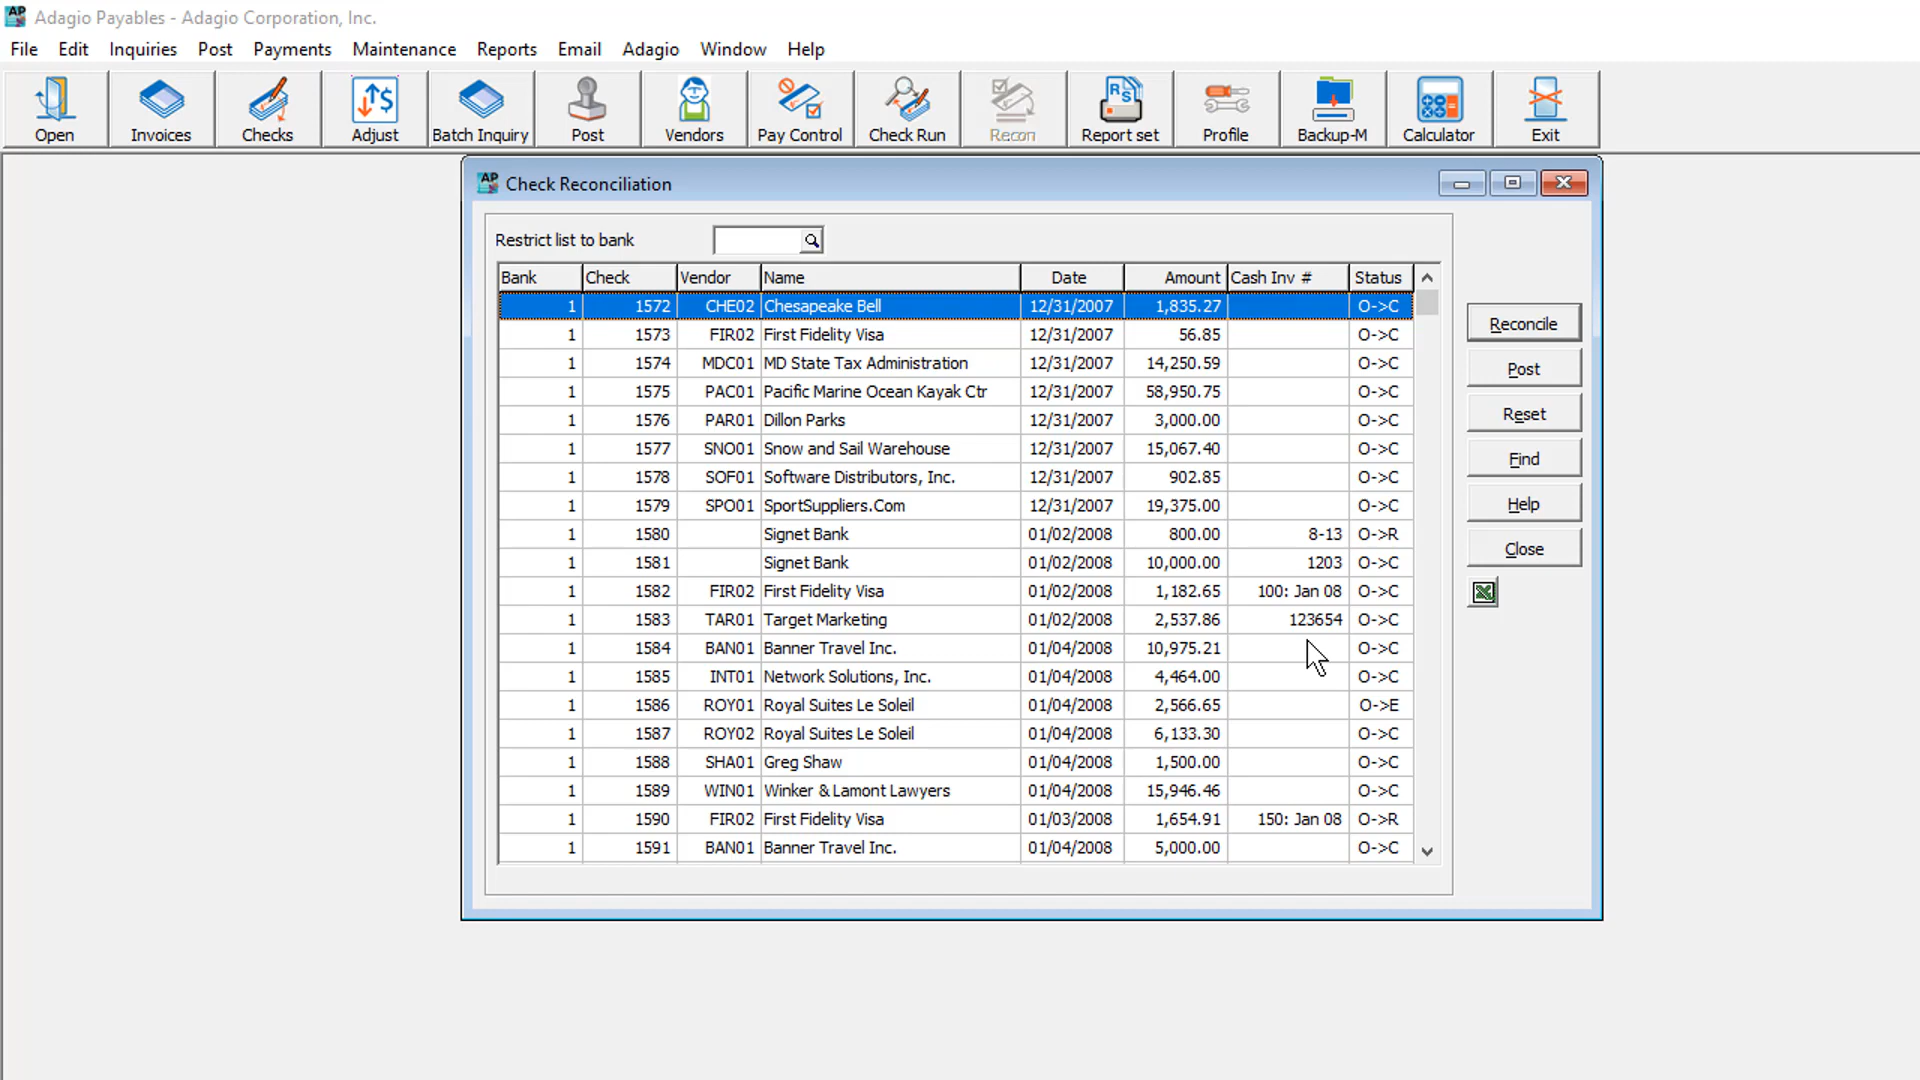 AP Adagio Payables - Adagio Corporation, Inc.
File Edit Inquiries Post Payments Maintenance Reports Email Adagio Window Help
Open Invoices Checks Adjust Batch Inquiry Post Vendors Pay Control Check Run Recon Report set Profile Backup-M Calculator Exit
AP Check Reconciliation
Restrict list to bank
Bank Check Vendor Name Date Amount Cash Inv # Status
1 1572 CHE02 Chesapeake Bell 12/31/2007 1,835.27 O->C
1 1573 FIR02 First Fidelity Visa 12/31/2007 56.85 O->C
1 1574 MDC01 MD State Tax Administration 12/31/2007 14,250.59 O->C
1 1575 PAC01 Pacific Marine Ocean Kayak Ctr 12/31/2007 58,950.75 O->C
1 1576 PAR01 Dillon Parks 12/31/2007 3,000.00 O->C
1 1577 SNO01 Snow and Sail Warehouse 12/31/2007 15,067.40 O->C
1 1578 SOF01 Software Distributors, Inc. 12/31/2007 902.85 O->C
1 1579 SPO01 SportSuppliers.Com 12/31/2007 19,375.00 O->C
1 1580 Signet Bank 01/02/2008 800.00 8-13 O->R
1 1581 Signet Bank 01/02/2008 10,000.00 1203 O->C
1 1582 FIR02 First Fidelity Visa 01/02/2008 1,182.65 100: Jan 08 O->C
1 1583 TAR01 Target Marketing 01/02/2008 2,537.86 123654 O->C
1 1584 BAN01 Banner Travel Inc. 01/04/2008 10,975.21 O->C
1 1585 INT01 Network Solutions, Inc. 01/04/2008 4,464.00 O->C
1 1586 ROY01 Royal Suites Le Soleil 01/04/2008 2,566.65 O->E
1 1587 ROY02 Royal Suites Le Soleil 01/04/2008 6,133.30 O->C
1 1588 SHA01 Greg Shaw 01/04/2008 1,500.00 O->C
1 1589 WIN01 Winker & Lamont Lawyers 01/04/2008 15,946.46 O->C
1 1590 FIR02 First Fidelity Visa 01/03/2008 1,654.91 150: Jan 08 O->R
1 1591 BAN01 Banner Travel Inc. 01/04/2008 5,000.00 O->C
Reconcile
Post
Reset
Find
Help
Close